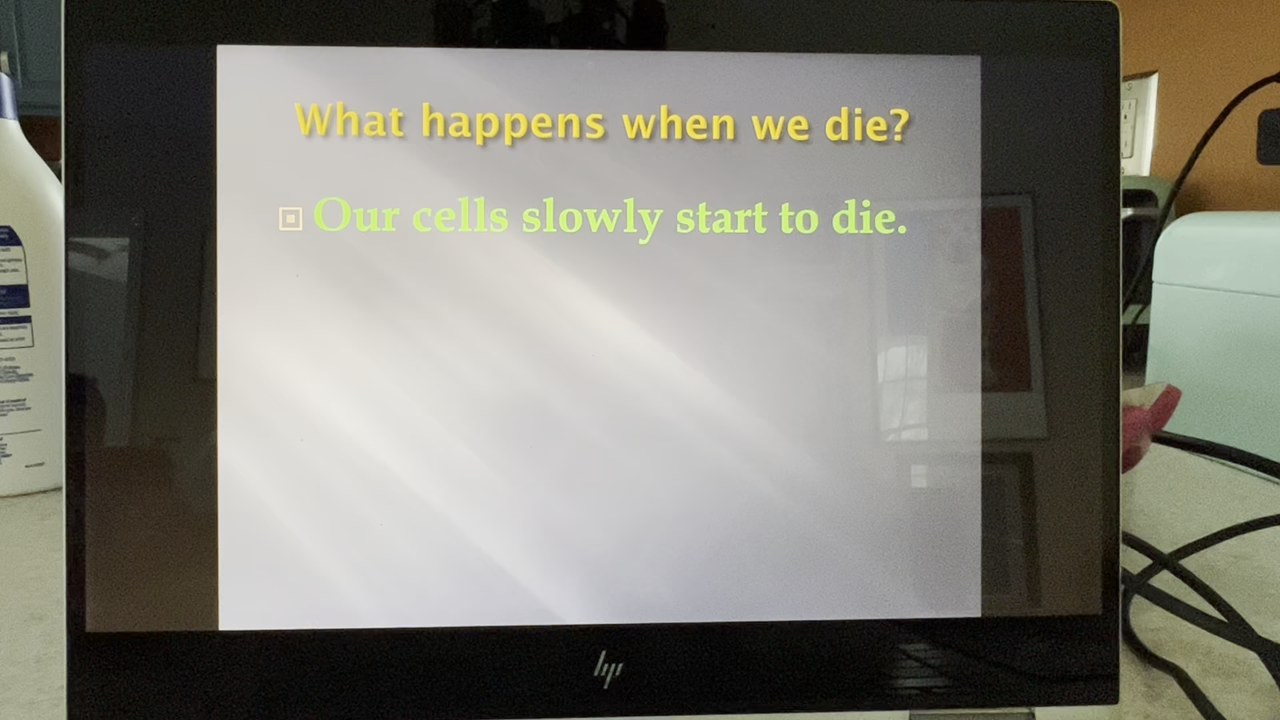 What happens when we die?
Our cells slowly start to die.
hp